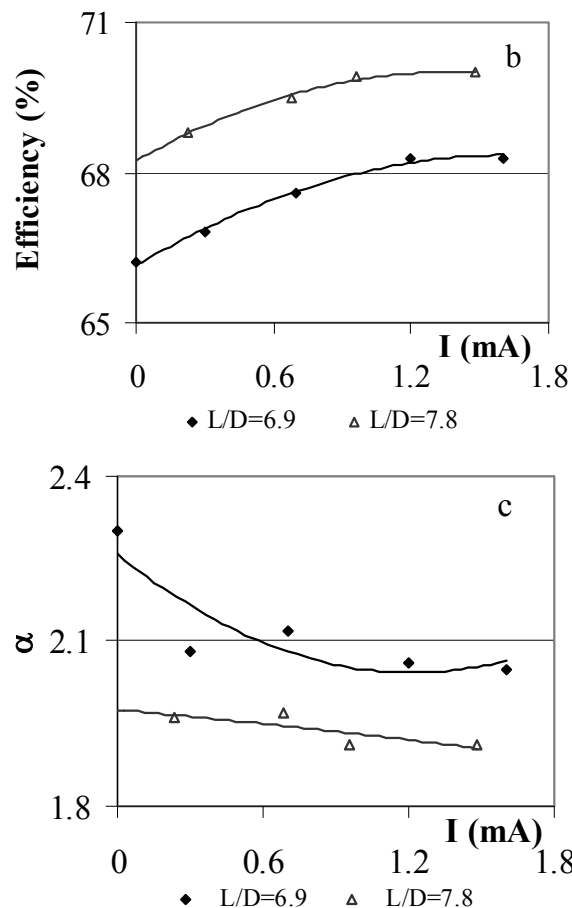 71
b
Efficiency (%)
68
65
I (mA)
0 0.6 1.2 1.8
L/D=6.9 L/D=7.8
2.4
c
α
2.1
1.8
I (mA)
0 0.6 1.2 1.8
L/D=6.9 L/D=7.8